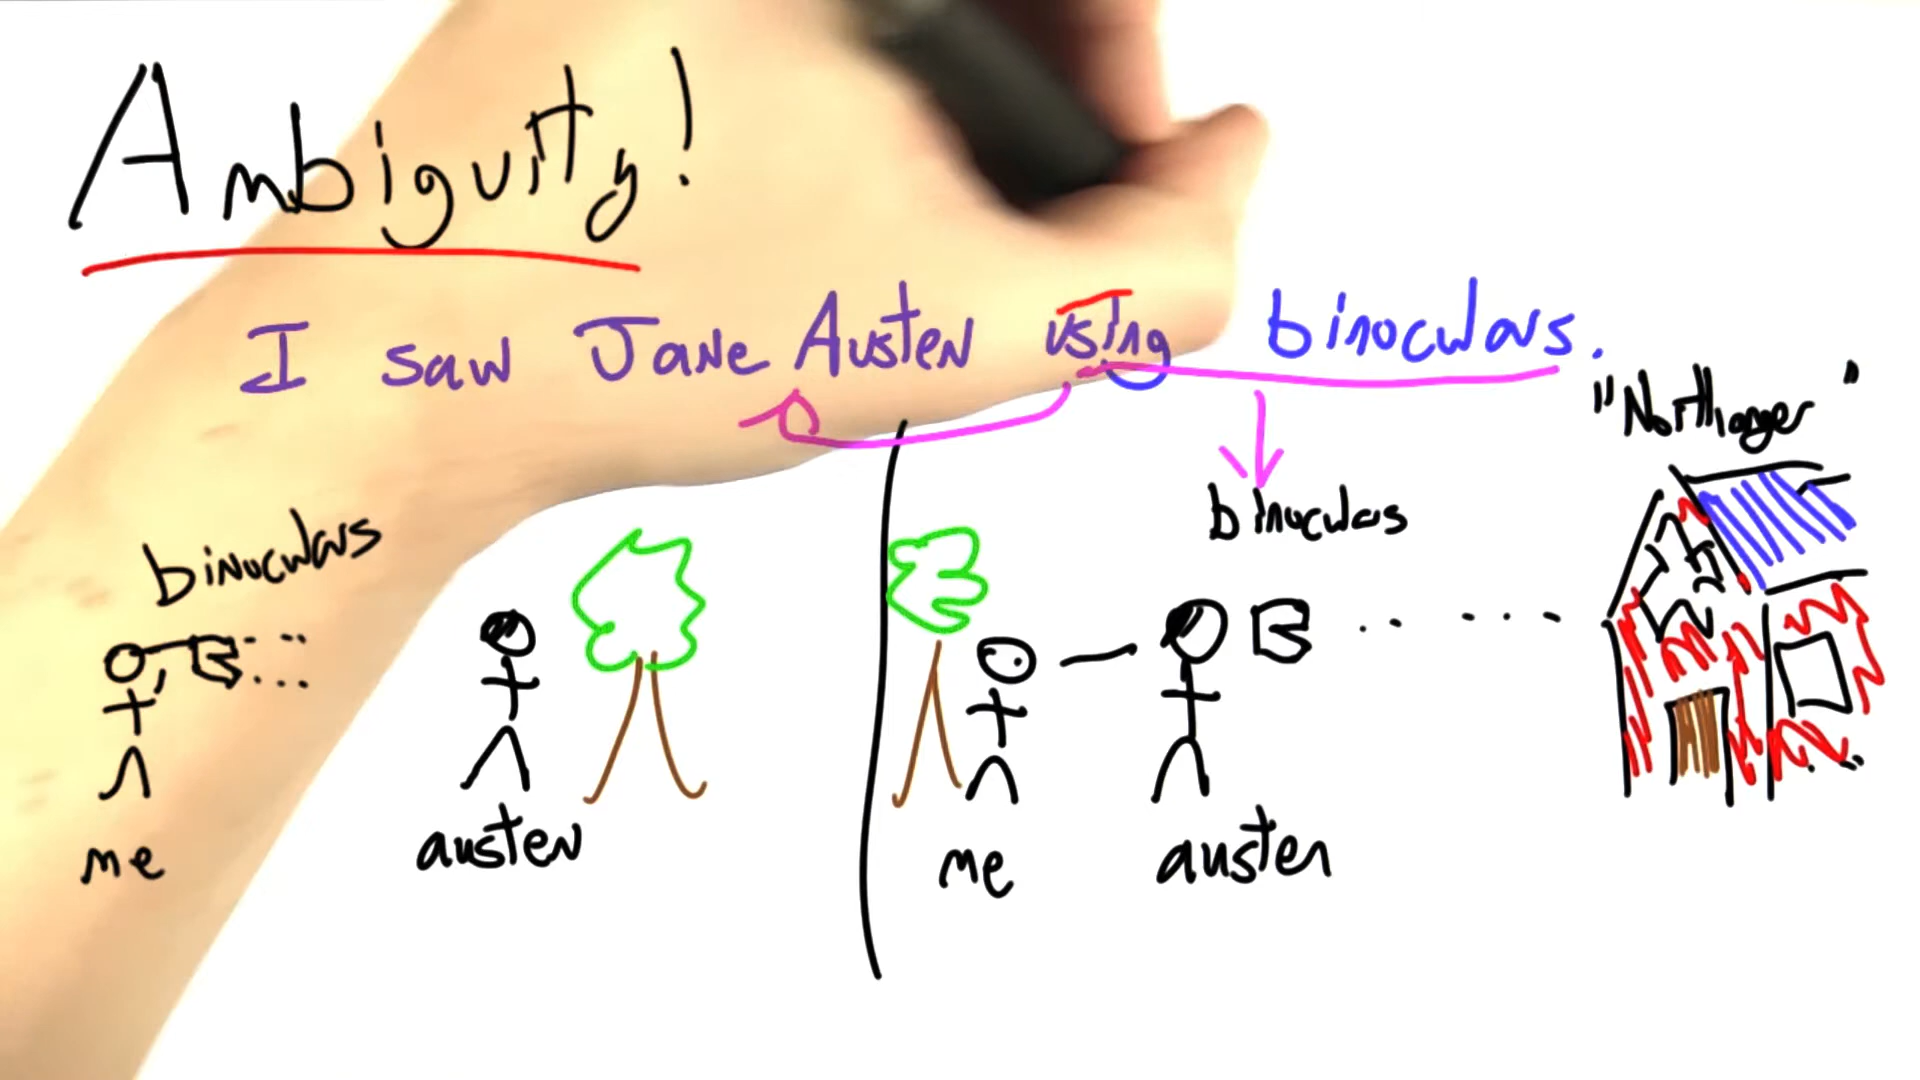 Ambiguity!
I saw Jane Austen using binoculars.
"Northanger"
binoculars
binoculars
me
austen
me
austen